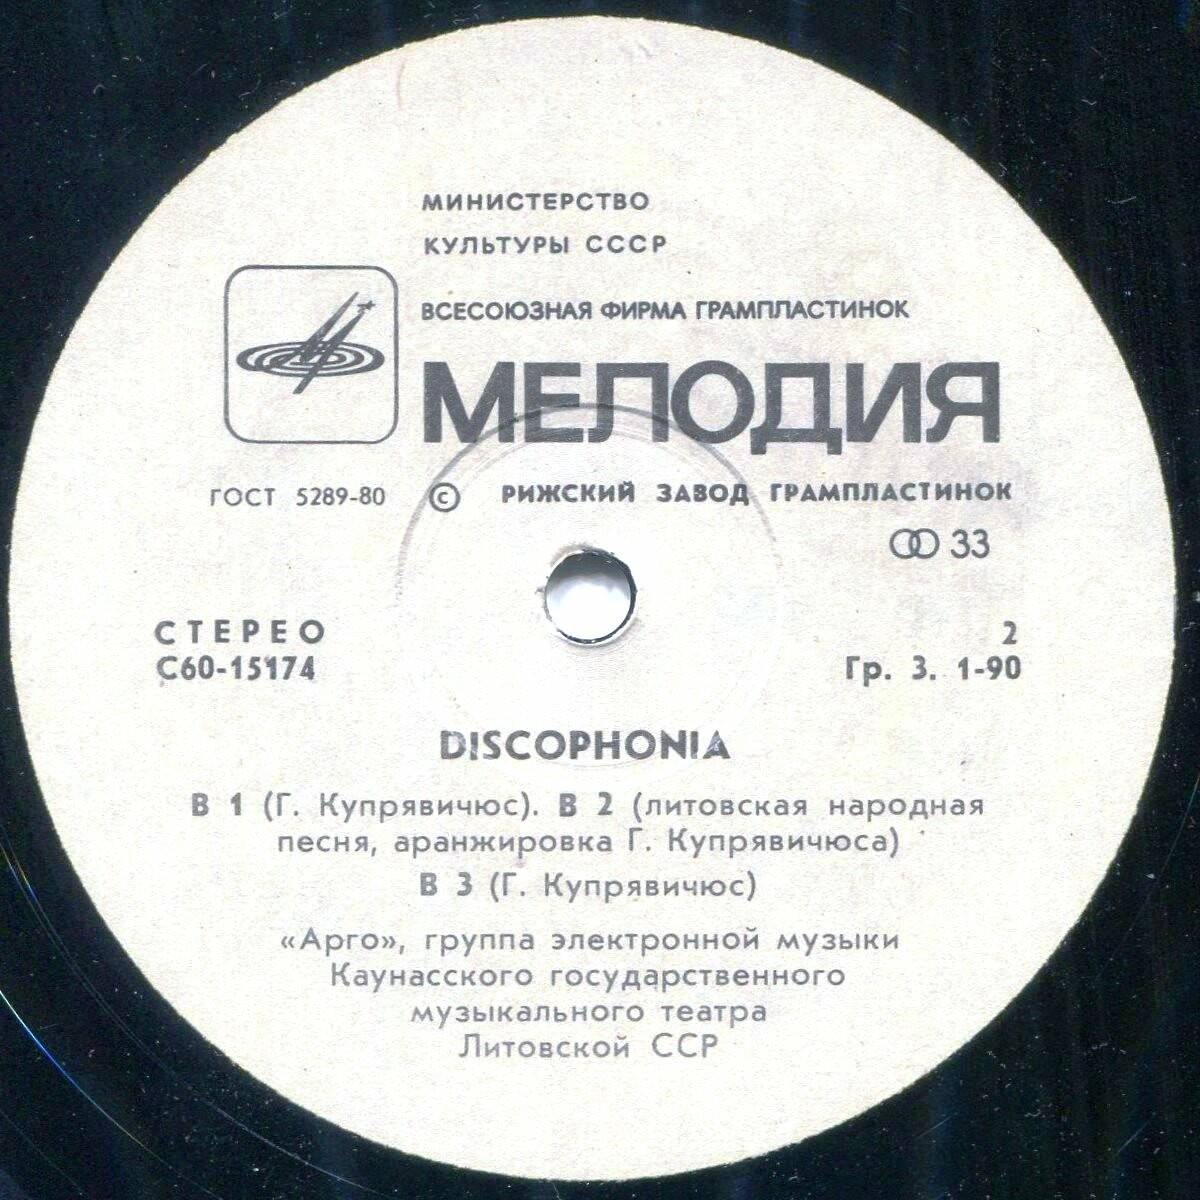 МИНИСТЕРСТВО
КУЛЬТУРЫ СССР
ВСЕСОЮЗНАЯ ФИРМА ГРАМПЛАСТИНОК
МЕЛОДИЯ
ГОСТ 5289-80 © РИЖСКИЙ ЗАВОД ГРАМПЛАСТИНОК
33
СТЕРЕО 2
С60-15174 Гр. 3. 1-90
DISCOPHONIA
В 1 (Г. Купрявичюс). В 2 (литовская народная
песня, аранжировка Г. Купрявичюса)
В 3 (Г. Купрявичюс)
«Арго», группа электронной музыки
Каунасского государственного
музыкального театра
Литовской ССР